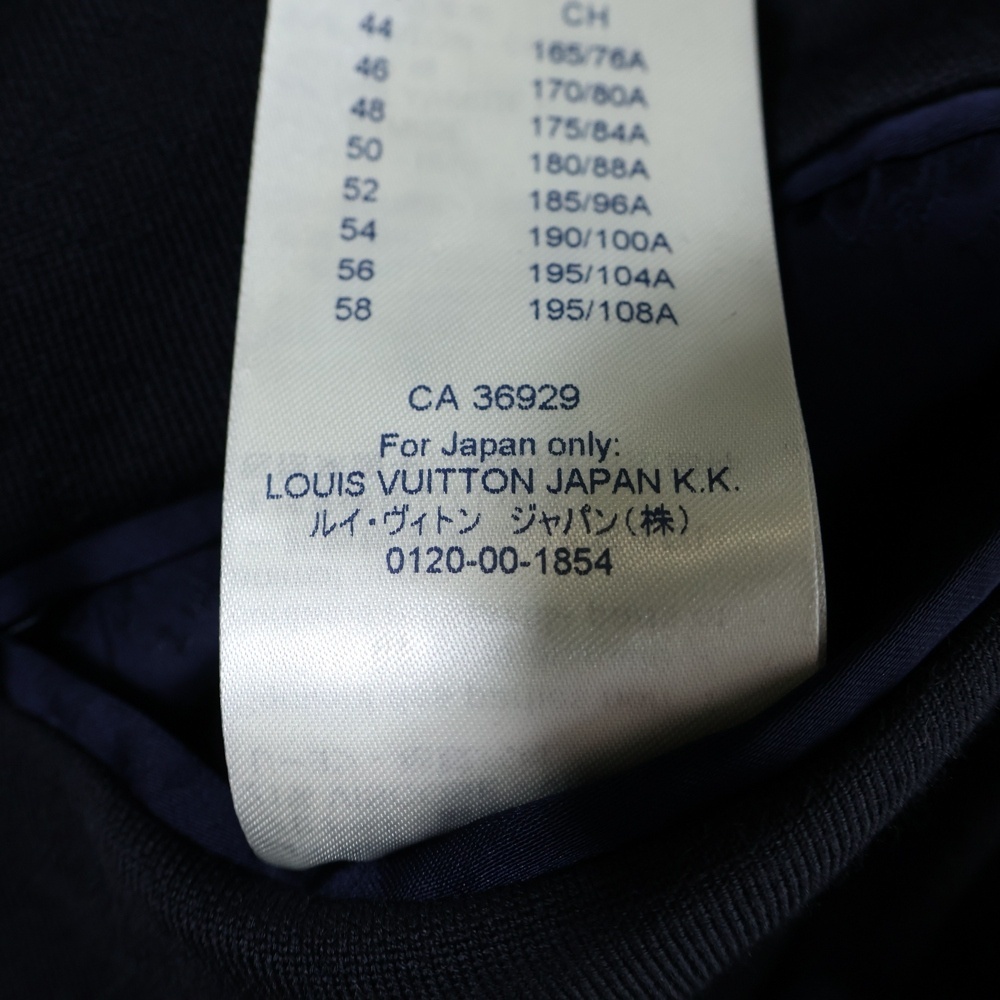 CH
44 165/76A
46 170/80A
48 175/84A
50 180/88A
52 185/96A
54 190/100A
56 195/104A
58 195/108A
CA 36929
For Japan only:
LOUIS VUITTON JAPAN K.K.
ルイ・ヴィトン ジャパン(株)
0120-00-1854